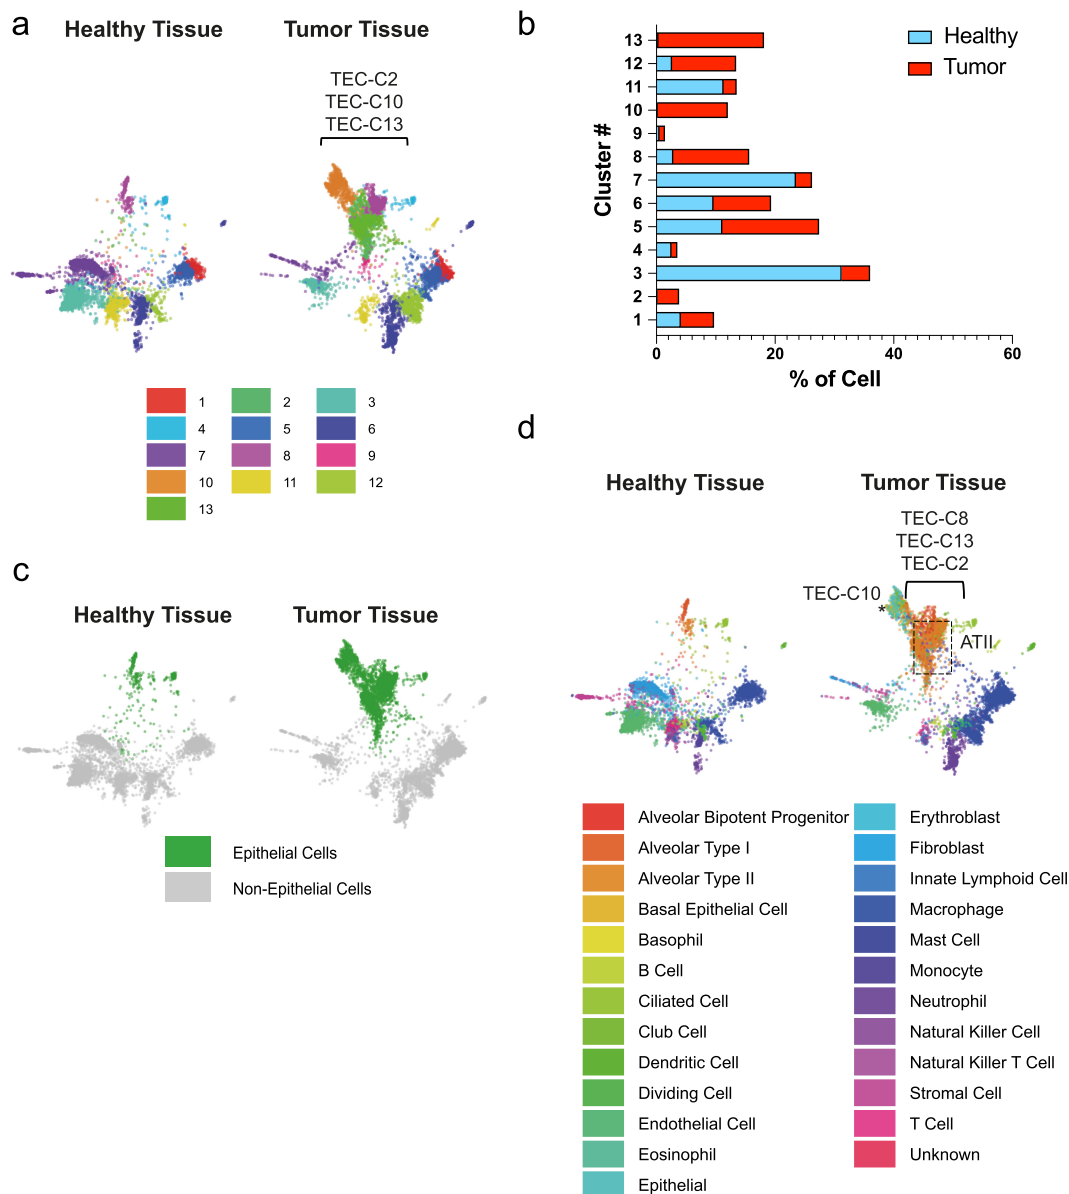 a
Healthy Tissue
Tumor Tissue
TEC-C2
TEC-C10
TEC-C13
1
2
3
4
5
6
7
8
9
10
11
12
13
b
Healthy
Tumor
Cluster #
13
12
11
10
9
8
7
6
5
4
3
2
1
0
20
40
60
% of Cell
c
Healthy Tissue
Tumor Tissue
Epithelial Cells
Non-Epithelial Cells
d
Healthy Tissue
Tumor Tissue
TEC-C8
TEC-C13
TEC-C2
TEC-C10
*
ATII
Alveolar Bipotent Progenitor
Alveolar Type I
Alveolar Type II
Basal Epithelial Cell
Basophil
B Cell
Ciliated Cell
Club Cell
Dendritic Cell
Dividing Cell
Endothelial Cell
Eosinophil
Epithelial
Erythroblast
Fibroblast
Innate Lymphoid Cell
Macrophage
Mast Cell
Monocyte
Neutrophil
Natural Killer Cell
Natural Killer T Cell
Stromal Cell
T Cell
Unknown